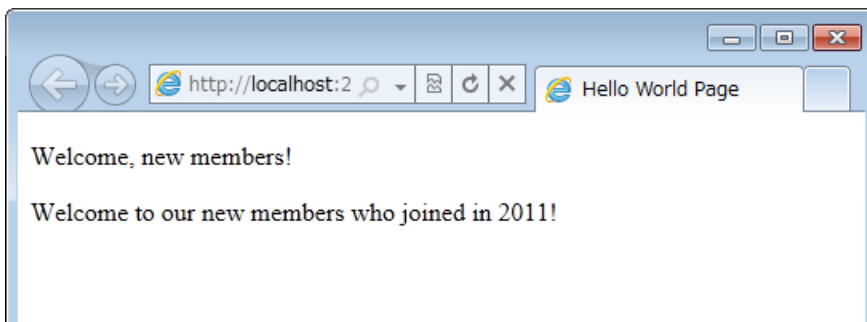 http://localhost:2
Hello World Page
Welcome, new members!
Welcome to our new members who joined in 2011!